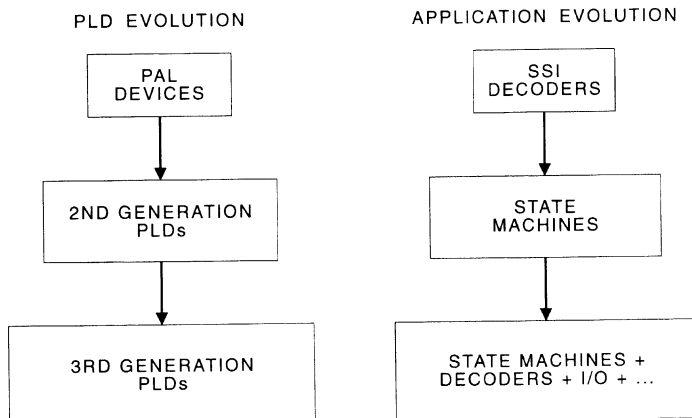 PLD EVOLUTION
PAL
DEVICES
2ND GENERATION
PLDs
3RD GENERATION
PLDs
APPLICATION EVOLUTION
SSI
DECODERS
STATE
MACHINES
STATE MACHINES +
DECODERS + I/O + ...